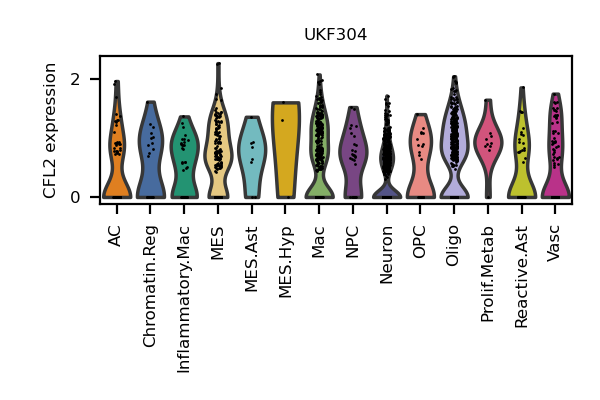 UKF304
CFL2 expression
2
0
AC
Chromatin.Reg
Inflammatory.Mac
MES
MES.Ast
MES.Hyp
Mac
NPC
Neuron
OPC
Oligo
Prolif.Metab
Reactive.Ast
Vasc